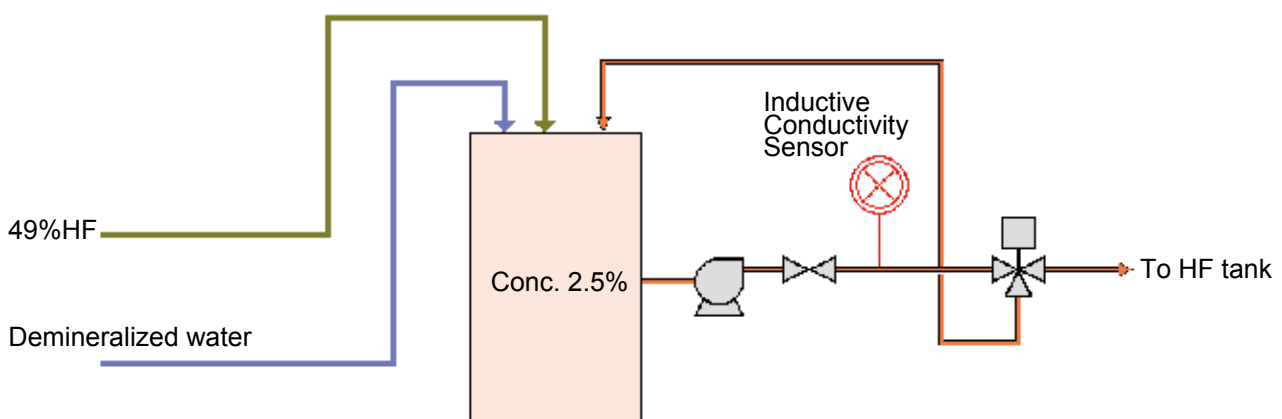 Inductive
Conductivity
Sensor
49%HF
Conc. 2.5%
To HF tank
Demineralized water